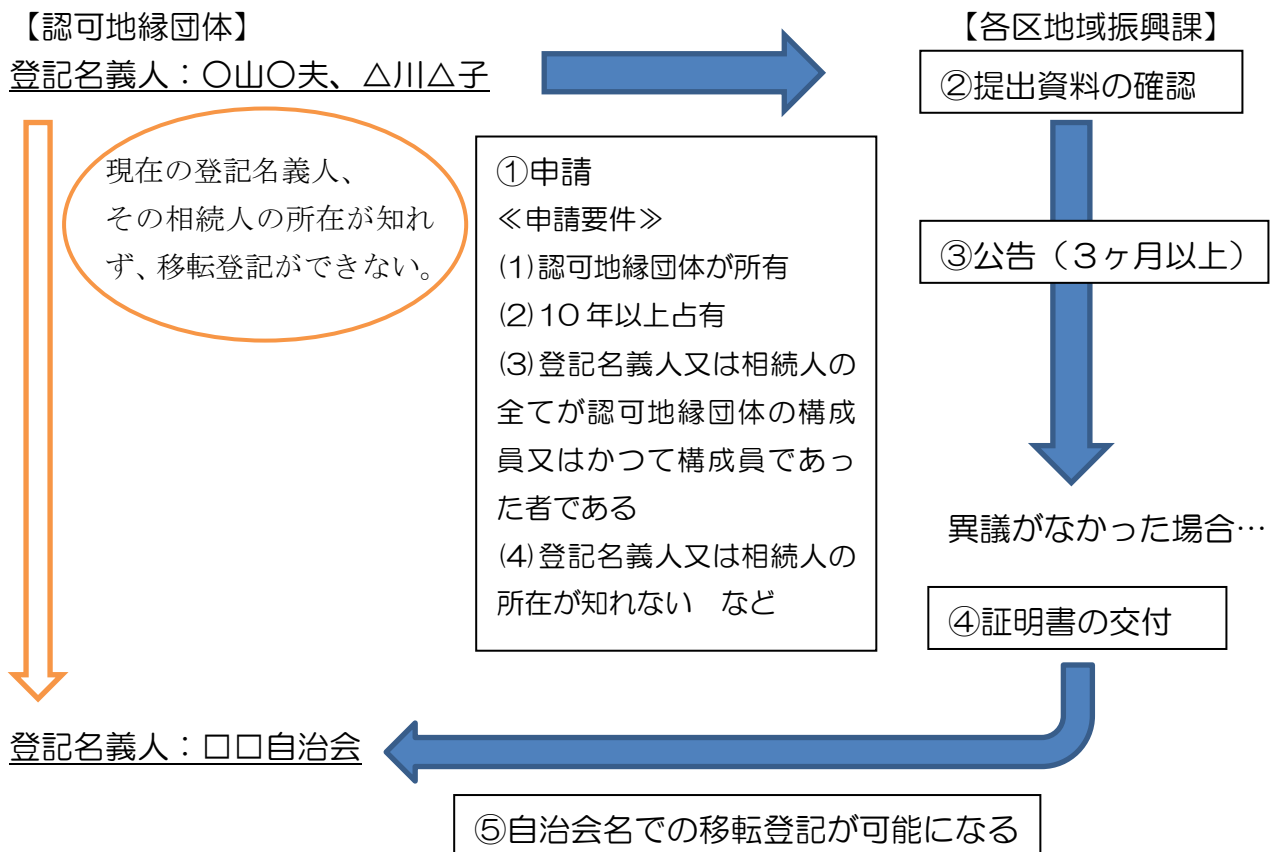 【認可地縁団体】
登記名義人：〇山〇夫、△川△子
現在の登記名義人、
その相続人の所在が知れ
ず、移転登記ができない。
①申請
≪申請要件≫
(1)認可地縁団体が所有
(2)10年以上占有
(3)登記名義人又は相続人の
全てが認可地縁団体の構成
員又はかつて構成員であっ
た者である
(4)登記名義人又は相続人の
所在が知れない　など
【各区地域振興課】
②提出資料の確認
③公告（３ヶ月以上）
異議がなかった場合…
④証明書の交付
登記名義人：□□自治会
⑤自治会名での移転登記が可能になる